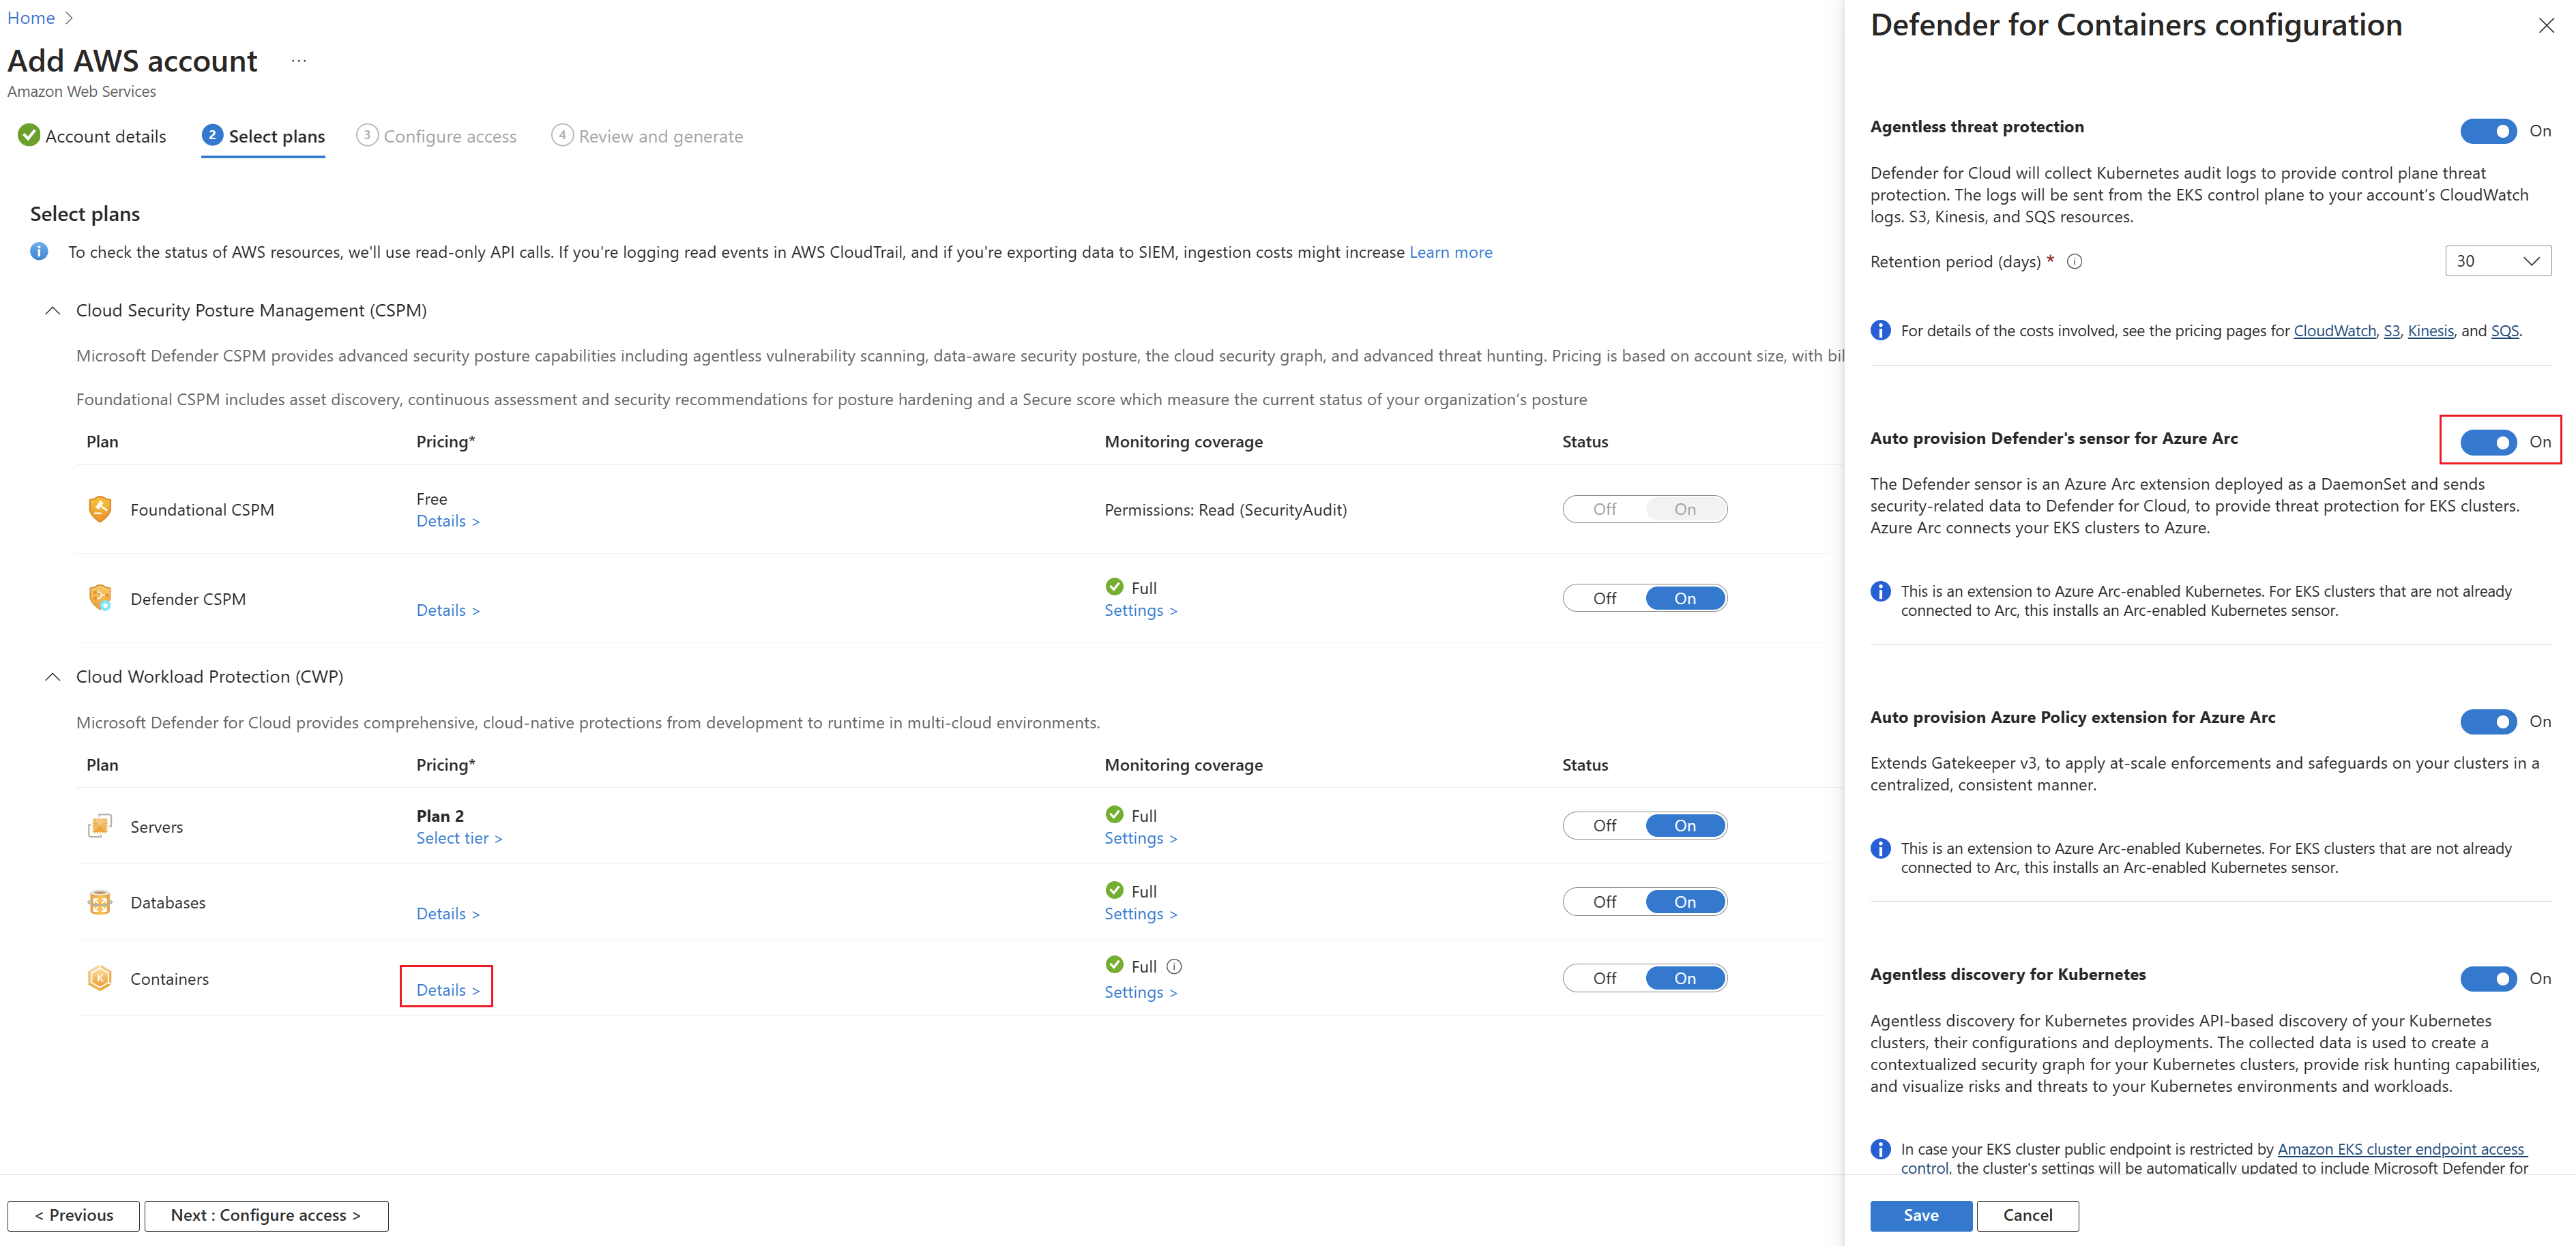 Home >
Add AWS account ...
Amazon Web Services
Account details
2 Select plans
3 Configure access
4 Review and generate
Select plans
To check the status of AWS resources, we'll use read-only API calls. If you're logging read events in AWS CloudTrail, and if you're exporting data to SIEM, ingestion costs might increase Learn more
Cloud Security Posture Management (CSPM)
Microsoft Defender CSPM provides advanced security posture capabilities including agentless vulnerability scanning, data-aware security posture, the cloud security graph, and advanced threat hunting. Pricing is based on account size, with bil
Foundational CSPM includes asset discovery, continuous assessment and security recommendations for posture hardening and a Secure score which measure the current status of your organization's posture
Plan Pricing* Monitoring coverage Status
Foundational CSPM
Free
Details >
Permissions: Read (SecurityAudit)
Off On
Defender CSPM
Details >
Full
Settings >
Off On
Cloud Workload Protection (CWP)
Microsoft Defender for Cloud provides comprehensive, cloud-native protections from development to runtime in multi-cloud environments.
Plan Pricing* Monitoring coverage Status
Servers
Plan 2
Select tier >
Full
Settings >
Off On
Databases
Details >
Full
Settings >
Off On
Containers
Details >
Full
Settings >
Off On
< Previous
Next : Configure access >
Defender for Containers configuration
Agentless threat protection
On
Defender for Cloud will collect Kubernetes audit logs to provide control plane threat
protection. The logs will be sent from the EKS control plane to your account's CloudWatch
logs. S3, Kinesis, and SQS resources.
Retention period (days) *
30
For details of the costs involved, see the pricing pages for CloudWatch, S3, Kinesis, and SQS.
Auto provision Defender's sensor for Azure Arc
On
The Defender sensor is an Azure Arc extension deployed as a DaemonSet and sends
security-related data to Defender for Cloud, to provide threat protection for EKS clusters.
Azure Arc connects your EKS clusters to Azure.
This is an extension to Azure Arc-enabled Kubernetes. For EKS clusters that are not already
connected to Arc, this installs an Arc-enabled Kubernetes sensor.
Auto provision Azure Policy extension for Azure Arc
On
Extends Gatekeeper v3, to apply at-scale enforcements and safeguards on your clusters in a
centralized, consistent manner.
This is an extension to Azure Arc-enabled Kubernetes. For EKS clusters that are not already
connected to Arc, this installs an Arc-enabled Kubernetes sensor.
Agentless discovery for Kubernetes
On
Agentless discovery for Kubernetes provides API-based discovery of your Kubernetes
clusters, their configurations and deployments. The collected data is used to create a
contextualized security graph for your Kubernetes clusters, provide risk hunting capabilities,
and visualize risks and threats to your Kubernetes environments and workloads.
In case your EKS cluster public endpoint is restricted by Amazon EKS cluster endpoint access
control, the cluster's settings will be automatically updated to include Microsoft Defender for
Save
Cancel